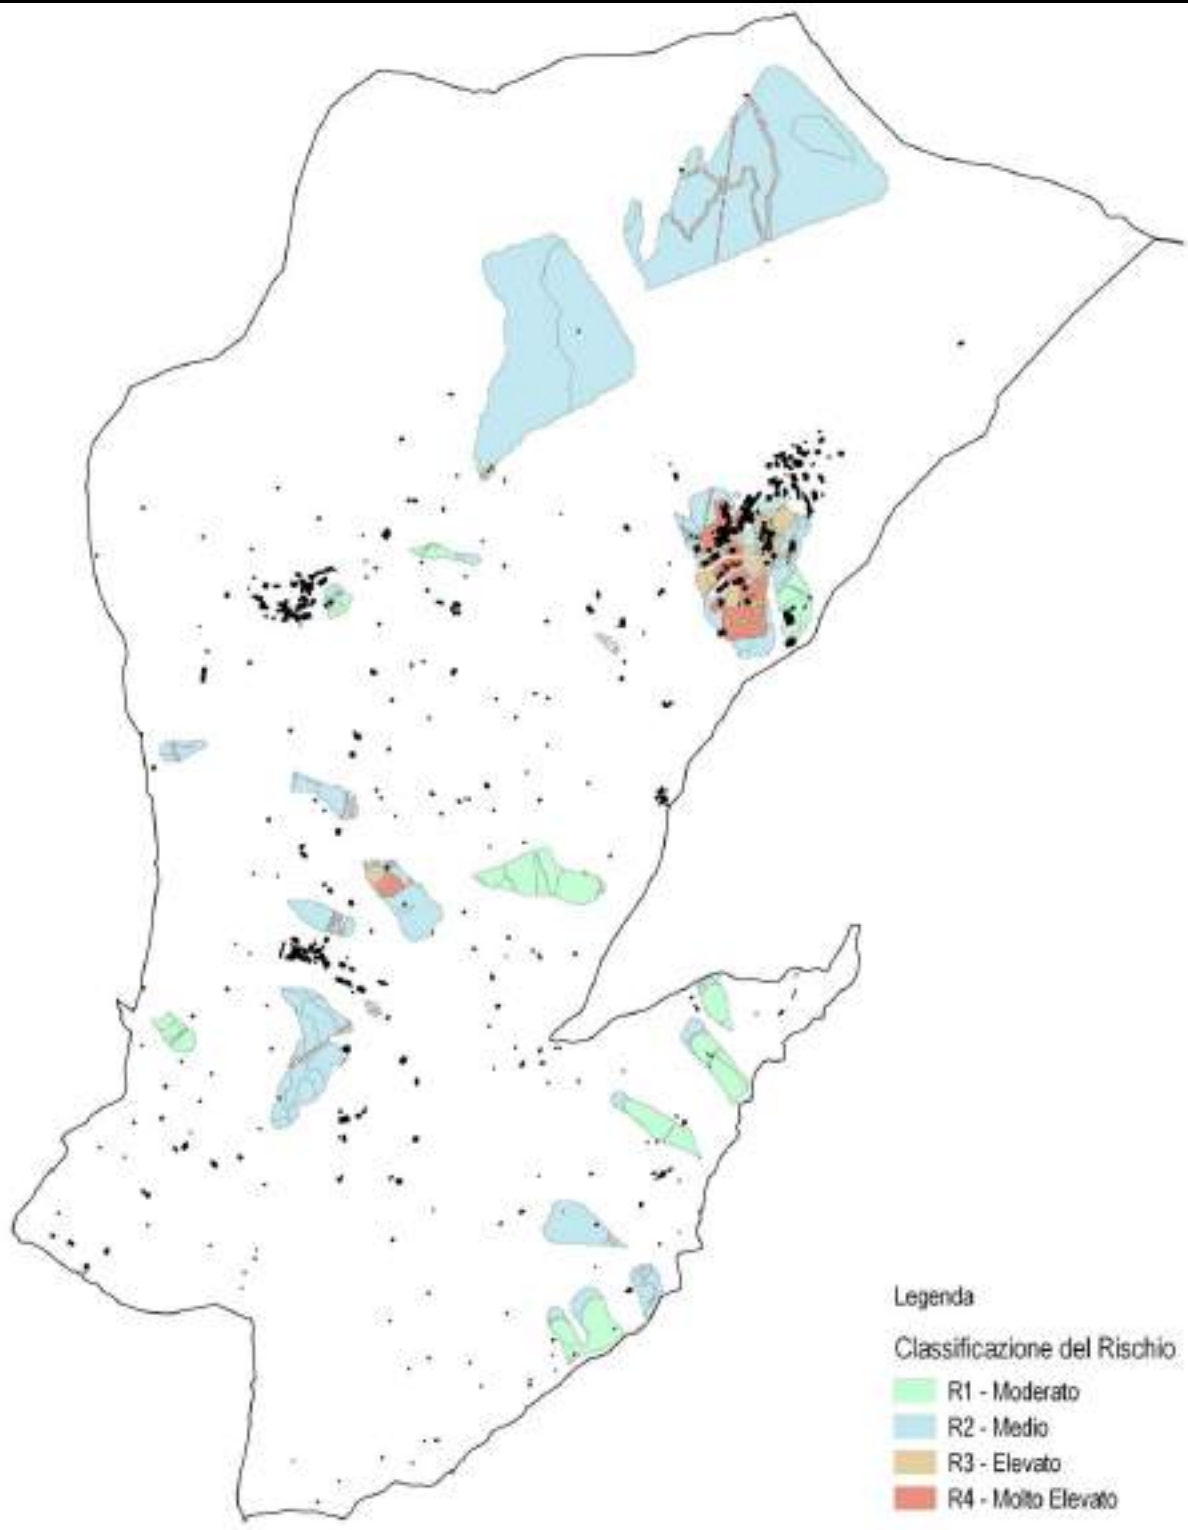 Legenda
Classificazione del Rischio
R1 - Moderato
R2 - Medio
R3 - Elevato
R4 - Molto Elevato